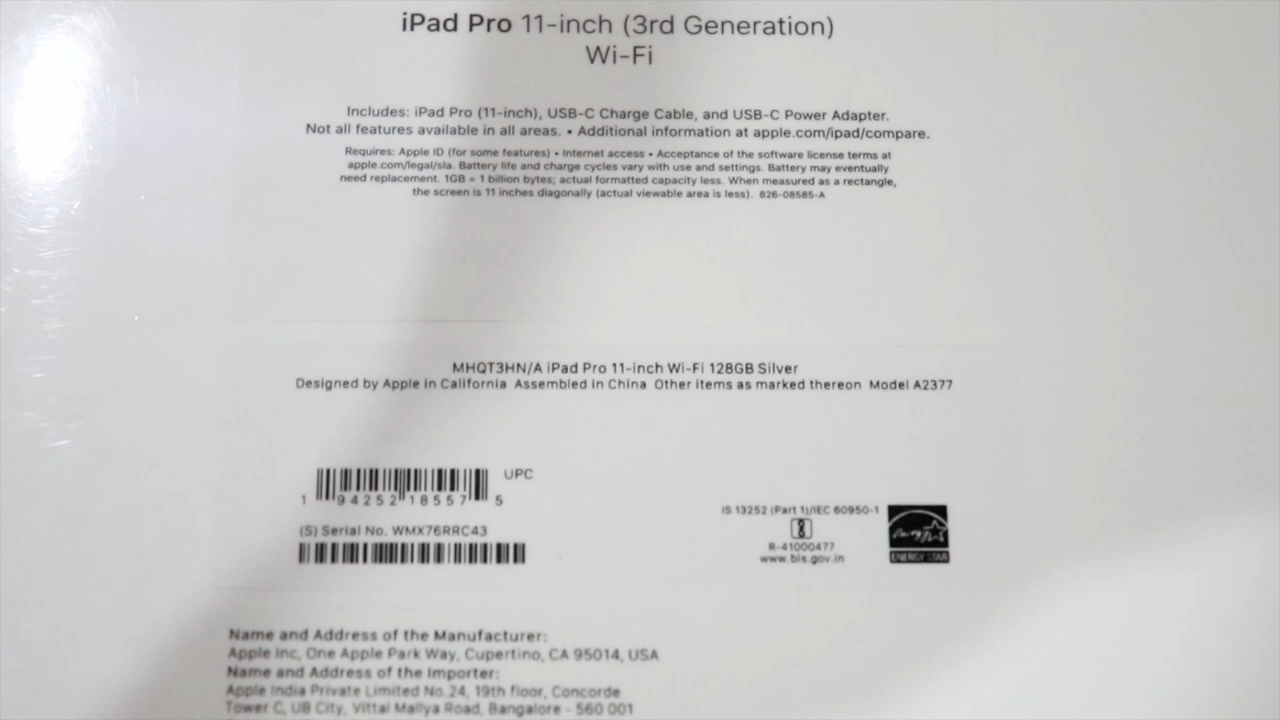 iPad Pro 11-inch (3rd Generation)
Wi-Fi
Includes: iPad Pro (11-inch), USB-C Charge Cable, and USB-C Power Adapter.
Not all features available in all areas. • Additional information at apple.com/ipad/compare.
Requires: Apple ID (for some features) • Internet access • Acceptance of the software license terms at
apple.com/legal/sla. Battery life and charge cycles vary with use and settings. Battery may eventually
need replacement. 1GB = 1 billion bytes; actual formatted capacity less. When measured as a rectangle,
the screen is 11 inches diagonally (actual viewable area is less). 826-08585-A
MHQT3HN/A iPad Pro 11-inch Wi-Fi 128GB Silver
Designed by Apple in California Assembled in China Other items as marked thereon Model A2377
UPC
1 94252 18557 5
(S) Serial No. WMX76RRC43
IS 13252 (Part 1)/IEC 60950-1
R-41000477
www.bis.gov.in
ENERGY STAR
Name and Address of the Manufacturer:
Apple Inc, One Apple Park Way, Cupertino, CA 95014, USA
Name and Address of the Importer:
Apple India Private Limited No.24, 19th floor, Concorde
Tower C, UB City, Vittal Mallya Road, Bangalore - 560 001